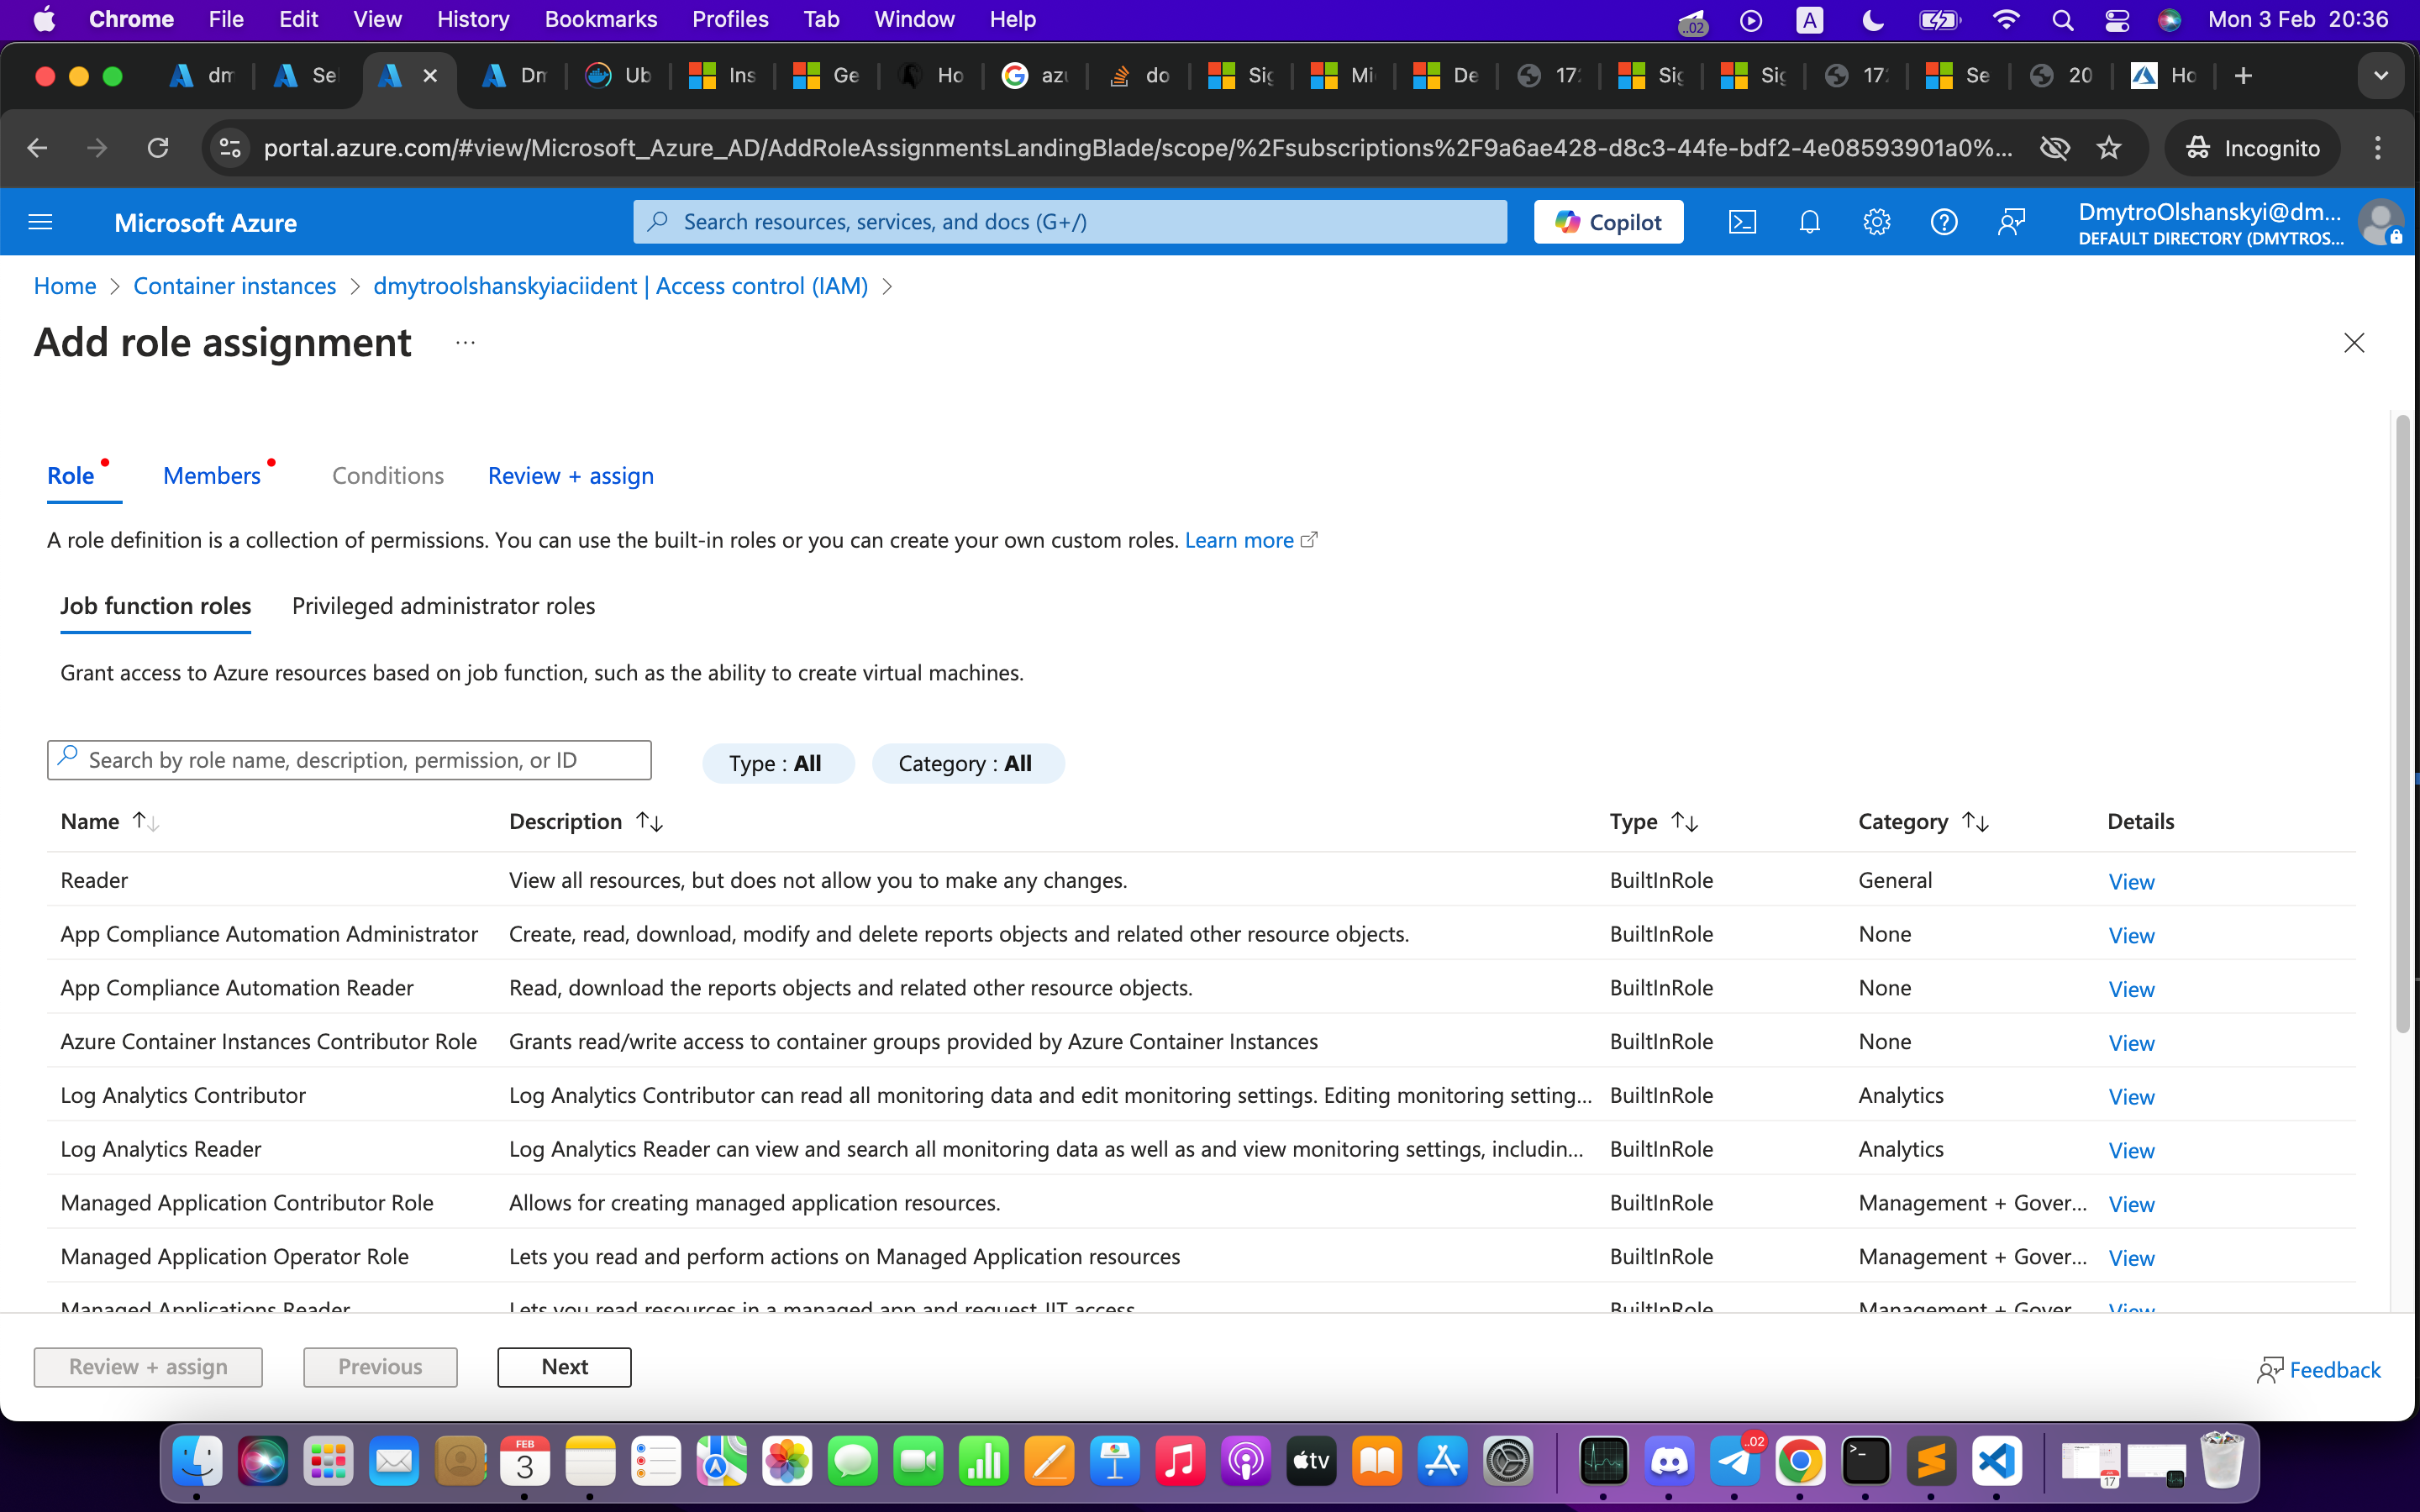 Chrome File Edit View History Bookmarks Profiles Tab Window Help ..02 A Mon 3 Feb 20:36
dm Se Dm Ub Ins Ge Ho azu do Sig Mi De 17: Sig Sig 17: Se 20 Ho
portal.azure.com/#view/Microsoft_Azure_AD/AddRoleAssignmentsLandingBlade/scope/%2Fsubscriptions%2F9a6ae428-d8c3-44fe-bdf2-4e08593901a0%... Incognito
Microsoft Azure Search resources, services, and docs (G+/) Copilot DmytroOlshanskyi@dm...
DEFAULT DIRECTORY (DMYTROS...
Home > Container instances > dmytroolshanskyiaciident | Access control (IAM) >
Add role assignment ...
Role Members Conditions Review + assign
A role definition is a collection of permissions. You can use the built-in roles or you can create your own custom roles. Learn more
Job function roles Privileged administrator roles
Grant access to Azure resources based on job function, such as the ability to create virtual machines.
Search by role name, description, permission, or ID Type : All Category : All
Name Description Type Category Details
Reader View all resources, but does not allow you to make any changes. BuiltInRole General View
App Compliance Automation Administrator Create, read, download, modify and delete reports objects and related other resource objects. BuiltInRole None View
App Compliance Automation Reader Read, download the reports objects and related other resource objects. BuiltInRole None View
Azure Container Instances Contributor Role Grants read/write access to container groups provided by Azure Container Instances BuiltInRole None View
Log Analytics Contributor Log Analytics Contributor can read all monitoring data and edit monitoring settings. Editing monitoring setting... BuiltInRole Analytics View
Log Analytics Reader Log Analytics Reader can view and search all monitoring data as well as and view monitoring settings, includin... BuiltInRole Analytics View
Managed Application Contributor Role Allows for creating managed application resources. BuiltInRole Management + Gover... View
Managed Application Operator Role Lets you read and perform actions on Managed Application resources BuiltInRole Management + Gover... View
Managed Applications Reader Lets you read resources in a managed app and request JIT access. BuiltInRole Management + Gover... View
Review + assign Previous Next Feedback
FEB
3 tv ..02 17